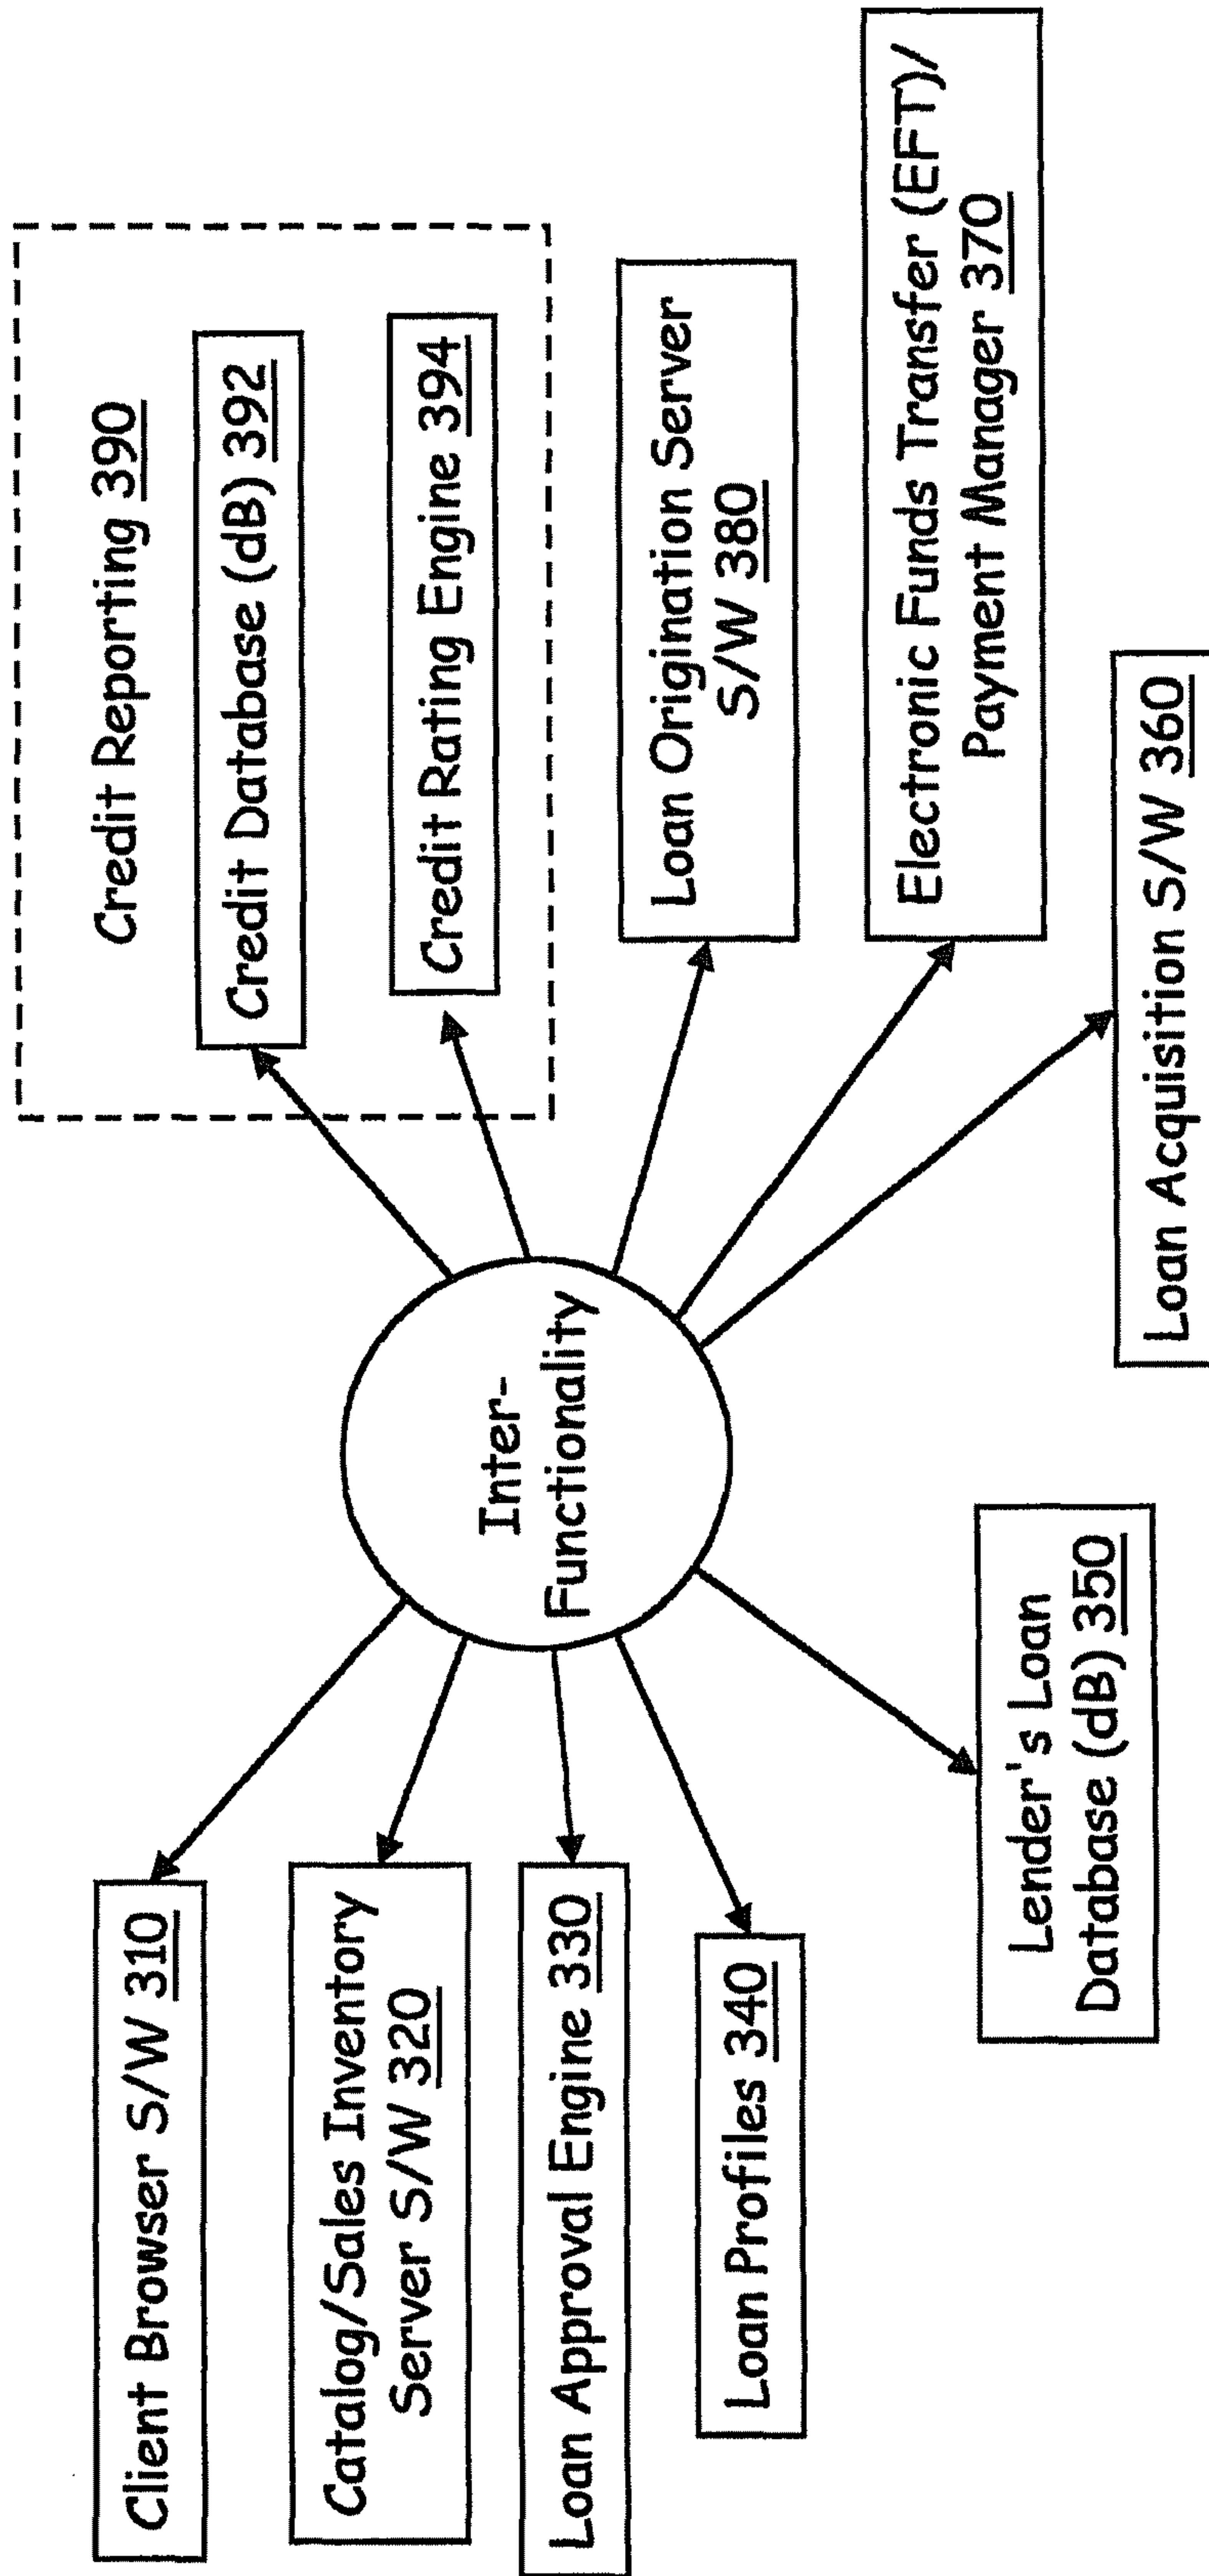 Client Browser S/W 310
Catalog/Sales Inventory
Server S/W 320
Loan Approval Engine 330
Loan Profiles 340
Lender's Loan
Database (dB) 350
Inter-
Functionality
Credit Reporting 390
Credit Database (dB) 392
Credit Rating Engine 394
Loan Origination Server
S/W 380
Electronic Funds Transfer (EFT)/
Payment Manager 370
Loan Acquisition S/W 360